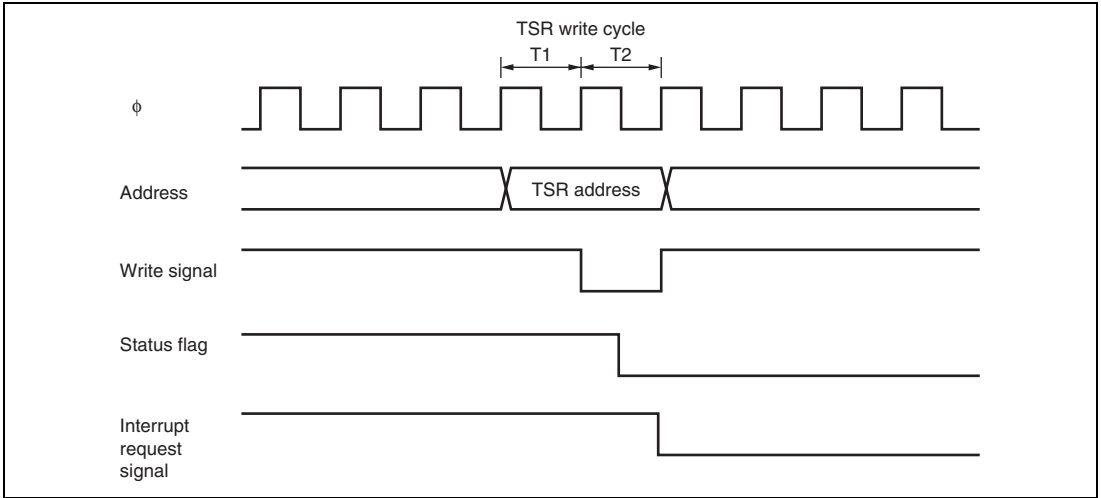 TSR write cycle
T1 T2
ϕ
Address
TSR address
Write signal
Status flag
Interrupt
request
signal